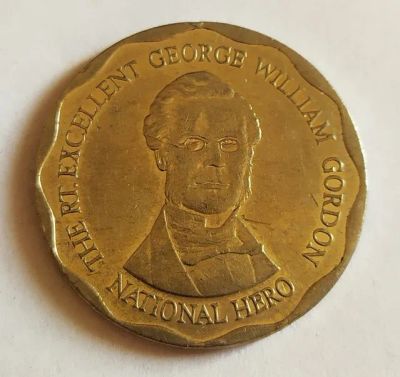 THE RT. EXCELLENT GEORGE WILLIAM GORDON
NATIONAL HERO